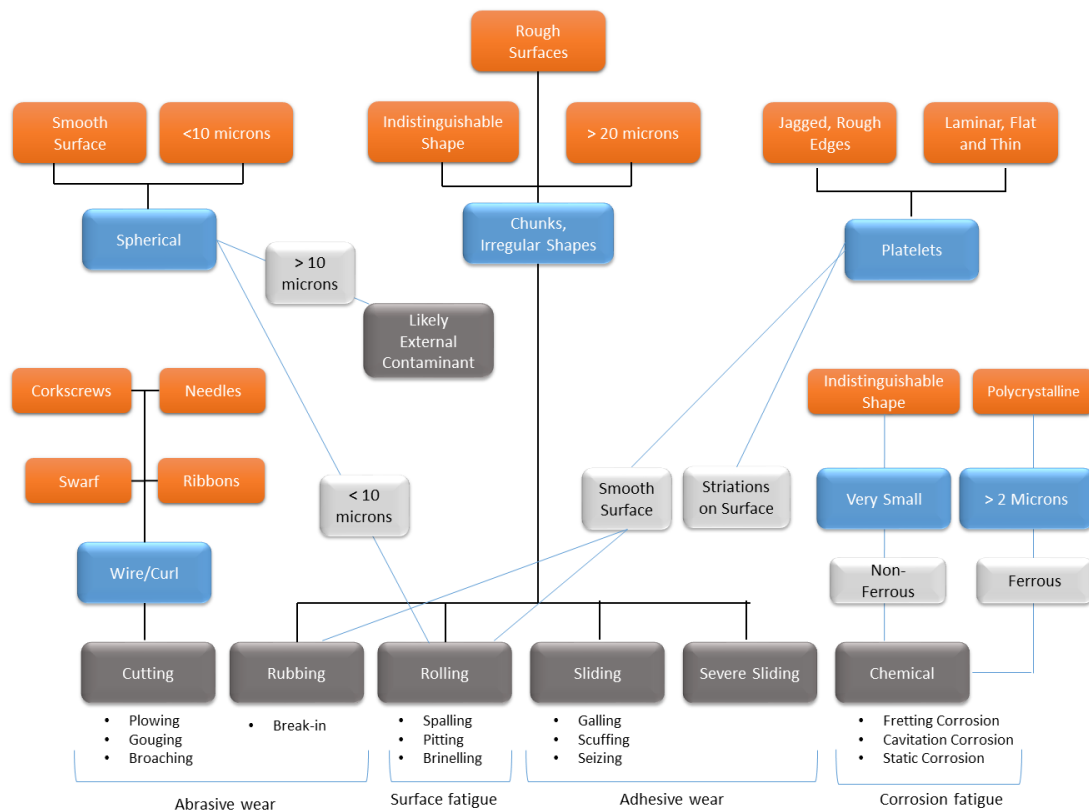 Rough
Surfaces
Smooth
Surface
<10 microns
Indistinguishable
Shape
> 20 microns
Jagged, Rough
Edges
Laminar, Flat
and Thin
Spherical
Chunks,
Irregular Shapes
Platelets
> 10
microns
Likely
External
Contaminant
Corkscrews
Needles
Indistinguishable
Shape
Polycrystalline
Swarf
Ribbons
< 10
microns
Smooth
Surface
Striations
on Surface
Very Small
> 2 Microns
Wire/Curl
Non-
Ferrous
Ferrous
Cutting
Rubbing
Rolling
Sliding
Severe Sliding
Chemical
• Plowing
• Gouging
• Broaching
• Break-in
• Spalling
• Pitting
• Brinelling
• Galling
• Scuffing
• Seizing
• Fretting Corrosion
• Cavitation Corrosion
• Static Corrosion
Abrasive wear
Surface fatigue
Adhesive wear
Corrosion fatigue